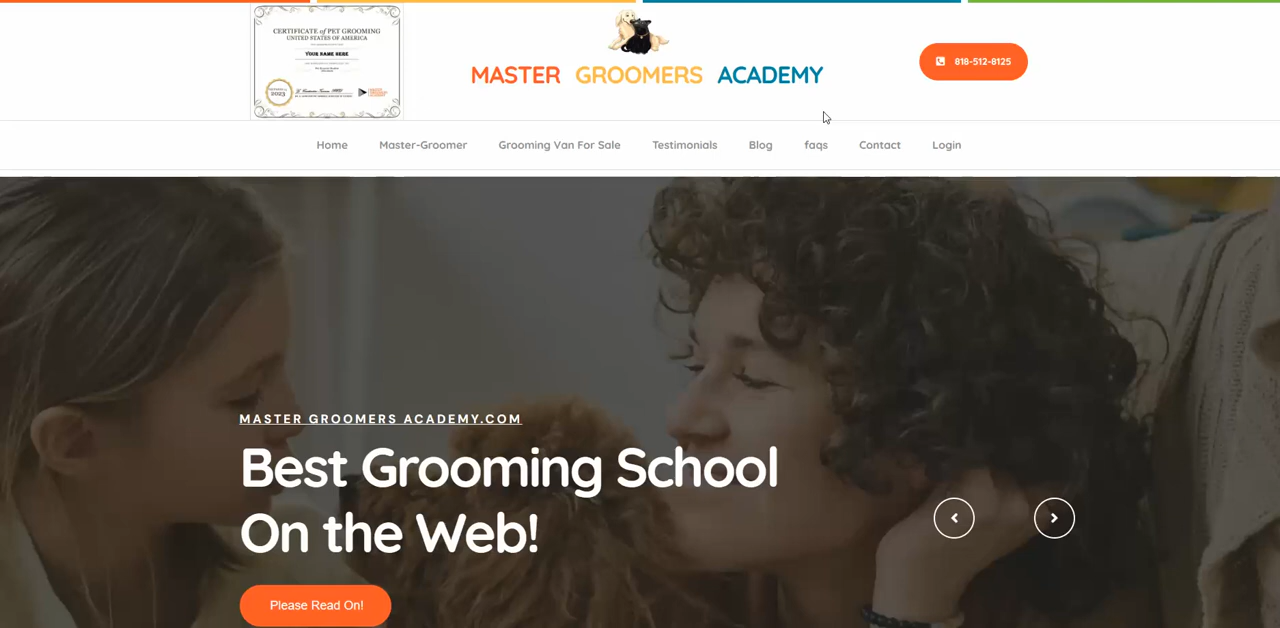 CERTIFICATE of PET GROOMING
UNITED STATES OF AMERICA
YOUR NAME HERE
2023
MASTER GROOMERS ACADEMY
818-512-8125
Home Master-Groomer Grooming Van For Sale Testimonials Blog faqs Contact Login
MASTER GROOMERS ACADEMY.COM
Best Grooming School
On the Web!
Please Read On!